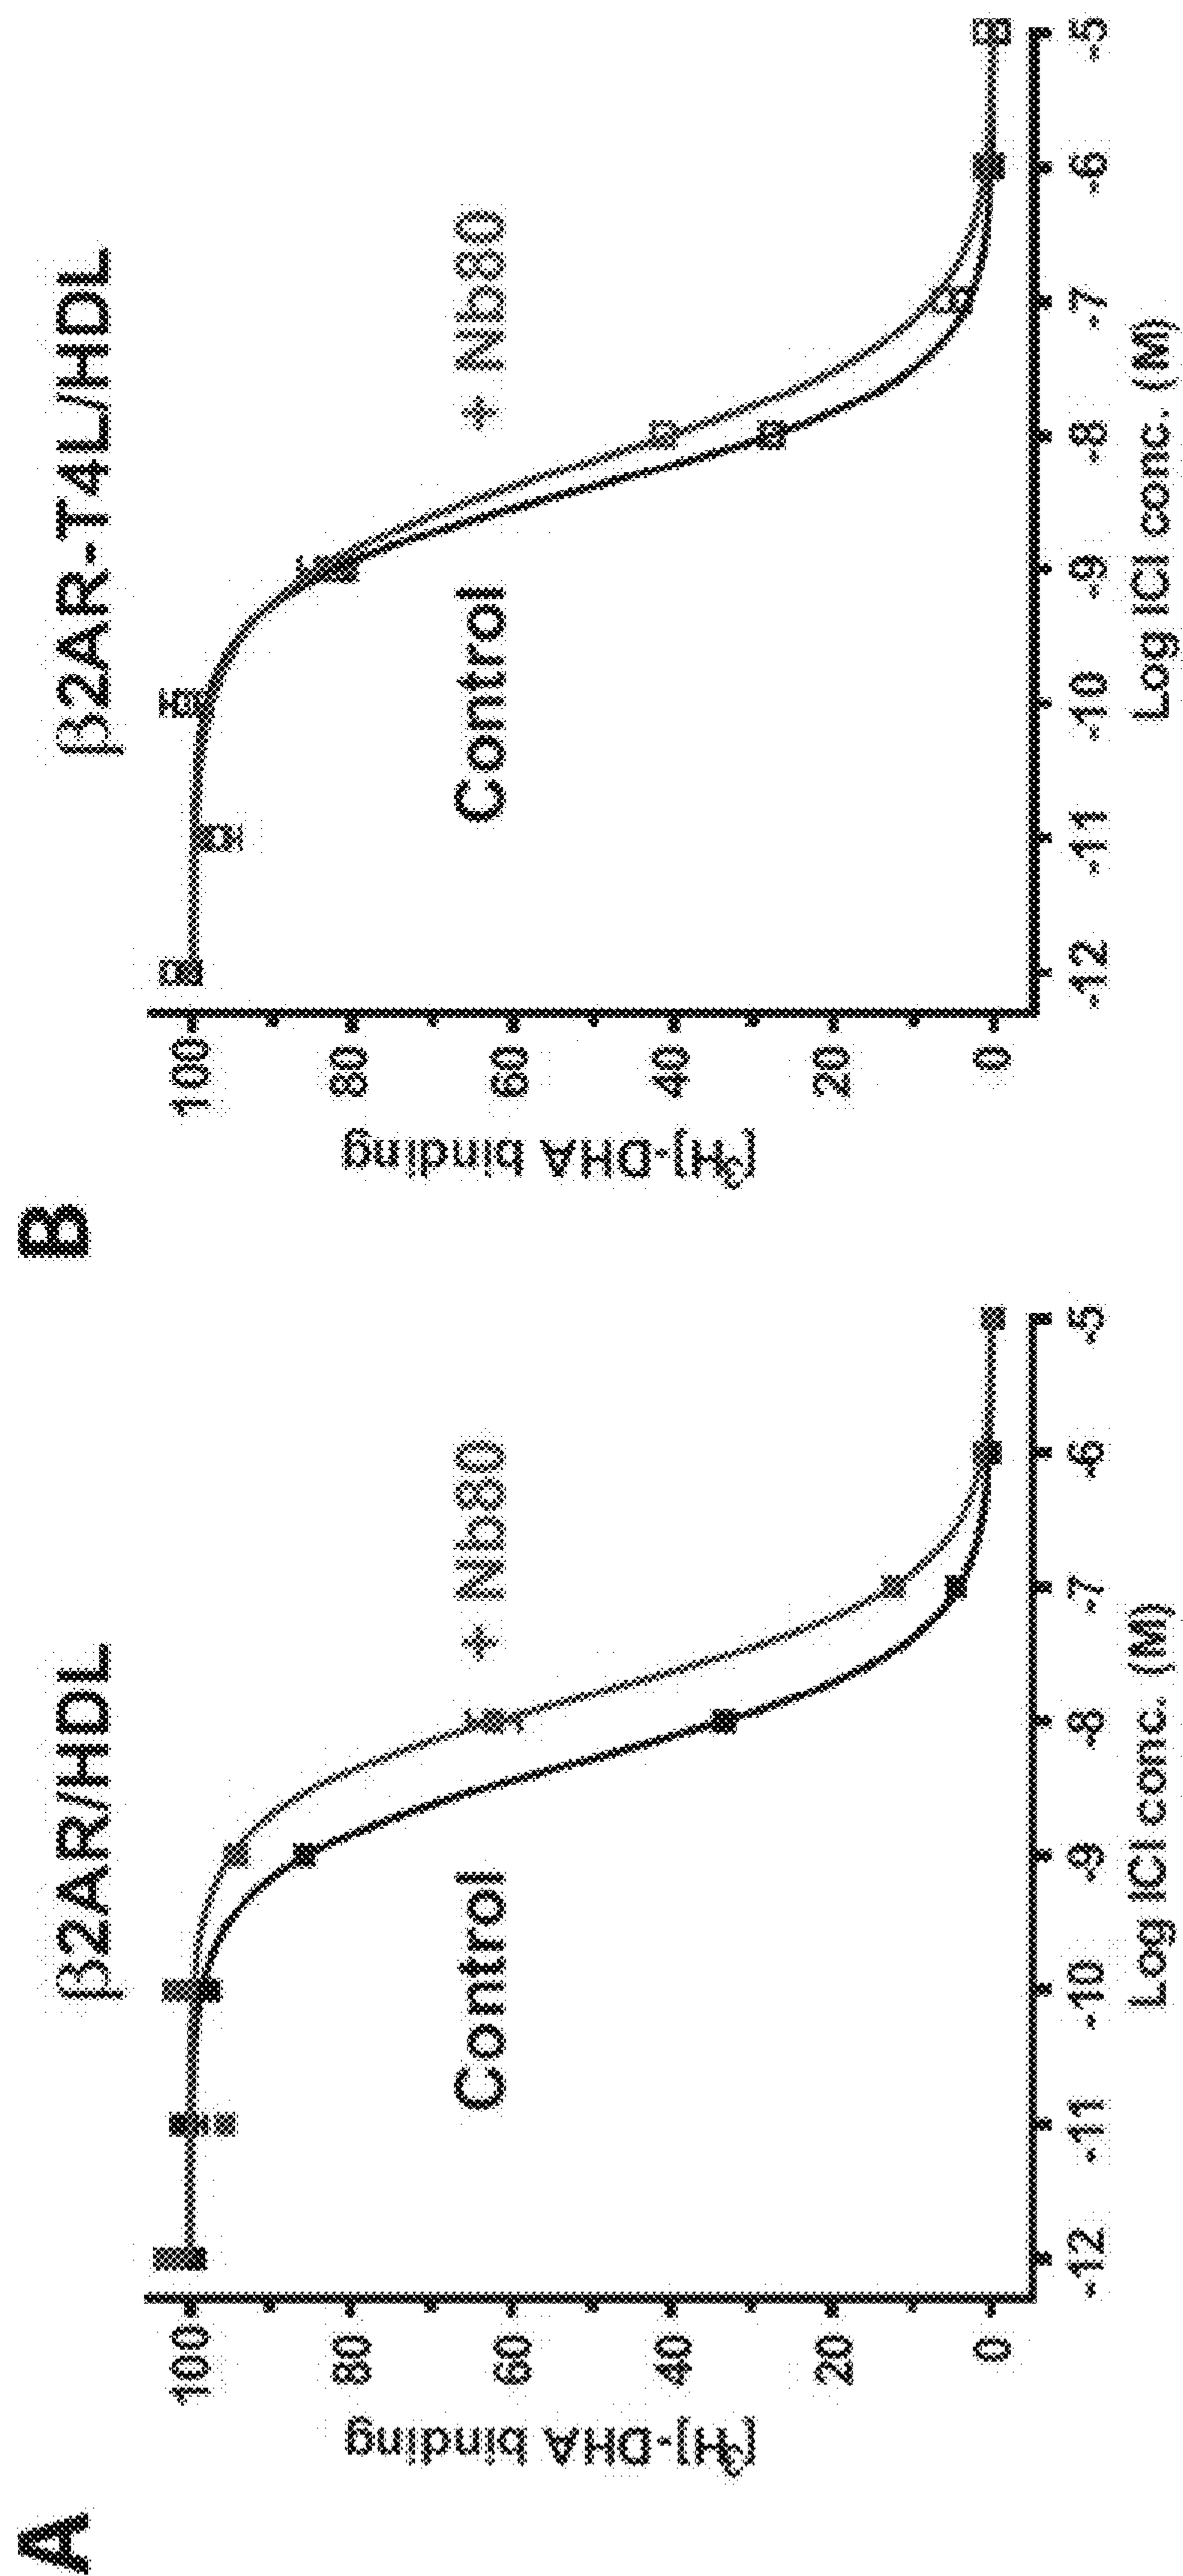 A
β2AR/HDL
[³H]-DHA binding
100
80
60
40
20
0
Control
+ Nb80
-12
-11
-10
-9
-8
-7
-6
-5
Log ICI conc. (M)
B
β2AR-T4L/HDL
[³H]-DHA binding
100
80
60
40
20
0
Control
+ Nb80
-12
-11
-10
-9
-8
-7
-6
-5
Log ICI conc. (M)